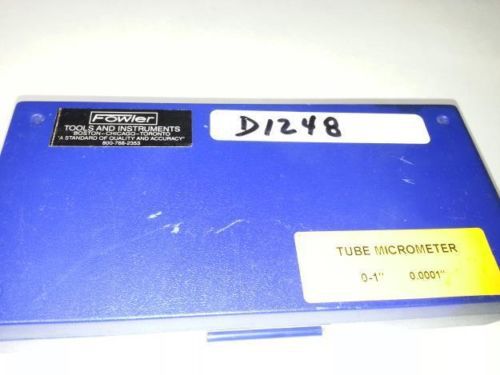 Fowler
TOOLS AND INSTRUMENTS
BOSTON-CHICAGO-TORONTO
"A STANDARD OF QUALITY AND ACCURACY"
800-788-2353
D1248
TUBE MICROMETER
0-1" 0.0001"